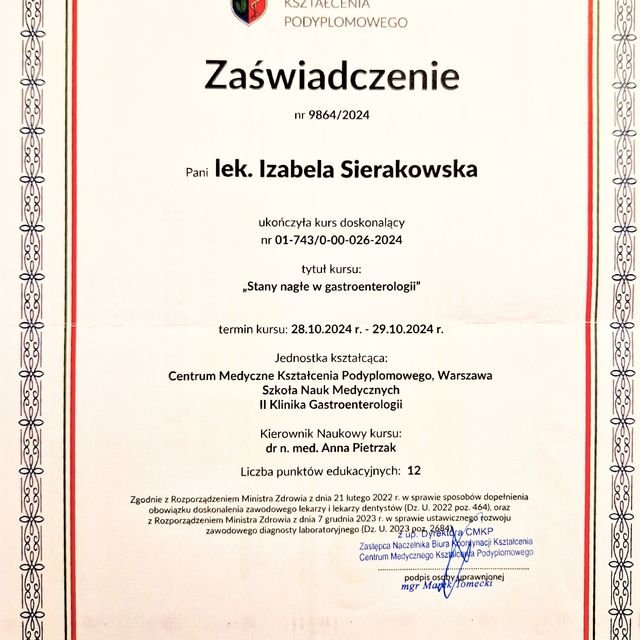 KSZTAŁCENIA
PODYPLOMOWEGO
Zaświadczenie
nr 9864/2024
Pani lek. Izabela Sierakowska
ukończyła kurs doskonalący
nr 01-743/0-00-026-2024
tytuł kursu:
„Stany nagłe w gastroenterologii”
termin kursu: 28.10.2024 r. - 29.10.2024 r.
Jednostka kształcąca:
Centrum Medyczne Kształcenia Podyplomowego, Warszawa
Szkoła Nauk Medycznych
II Klinika Gastroenterologii
Kierownik Naukowy kursu:
dr n. med. Anna Pietrzak
Liczba punktów edukacyjnych: 12
Zgodnie z Rozporządzeniem Ministra Zdrowia z dnia 21 lutego 2022 r. w sprawie sposobów dopełnienia
obowiązku doskonalenia zawodowego lekarzy i lekarzy dentystów (Dz. U. 2022 poz. 464), oraz
z Rozporządzeniem Ministra Zdrowia z dnia 7 grudnia 2023 r. w sprawie ustawicznego rozwoju
zawodowego diagnosty laboratoryjnego (Dz. U. 2023 poz. 2684)
z up. Dyrektora CMKP
Zastępca Naczelnika Biura Koordynacji Kształcenia
Centrum Medycznego Kształcenia Podyplomowego
podpis osoby uprawnionej
mgr Marek Tomecki